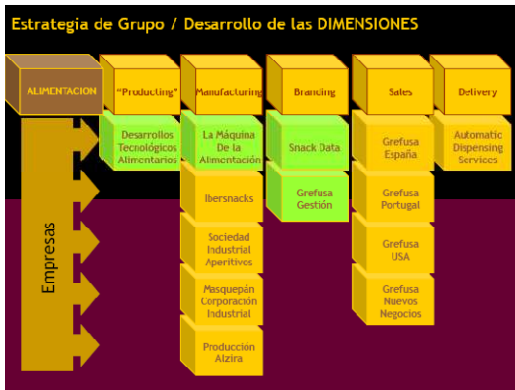 Estrategia de Grupo / Desarrollo de las DIMENSIONES
ALIMENTACION
"Producting"
Manufacturing
Branding
Sales
Delivery
Empresas
Desarrollos
Tecnológicos
Alimentarios
La Máquina
De la
Alimentación
Snack Data
Grefusa
España
Automatic
Dispensing
Services
Ibersnacks
Grefusa
Gestión
Grefusa
Portugal
Sociedad
Industrial
Aperitivos
Grefusa
USA
Masquepán
Corporación
Industrial
Grefusa
Nuevos
Negocios
Producción
Alzira